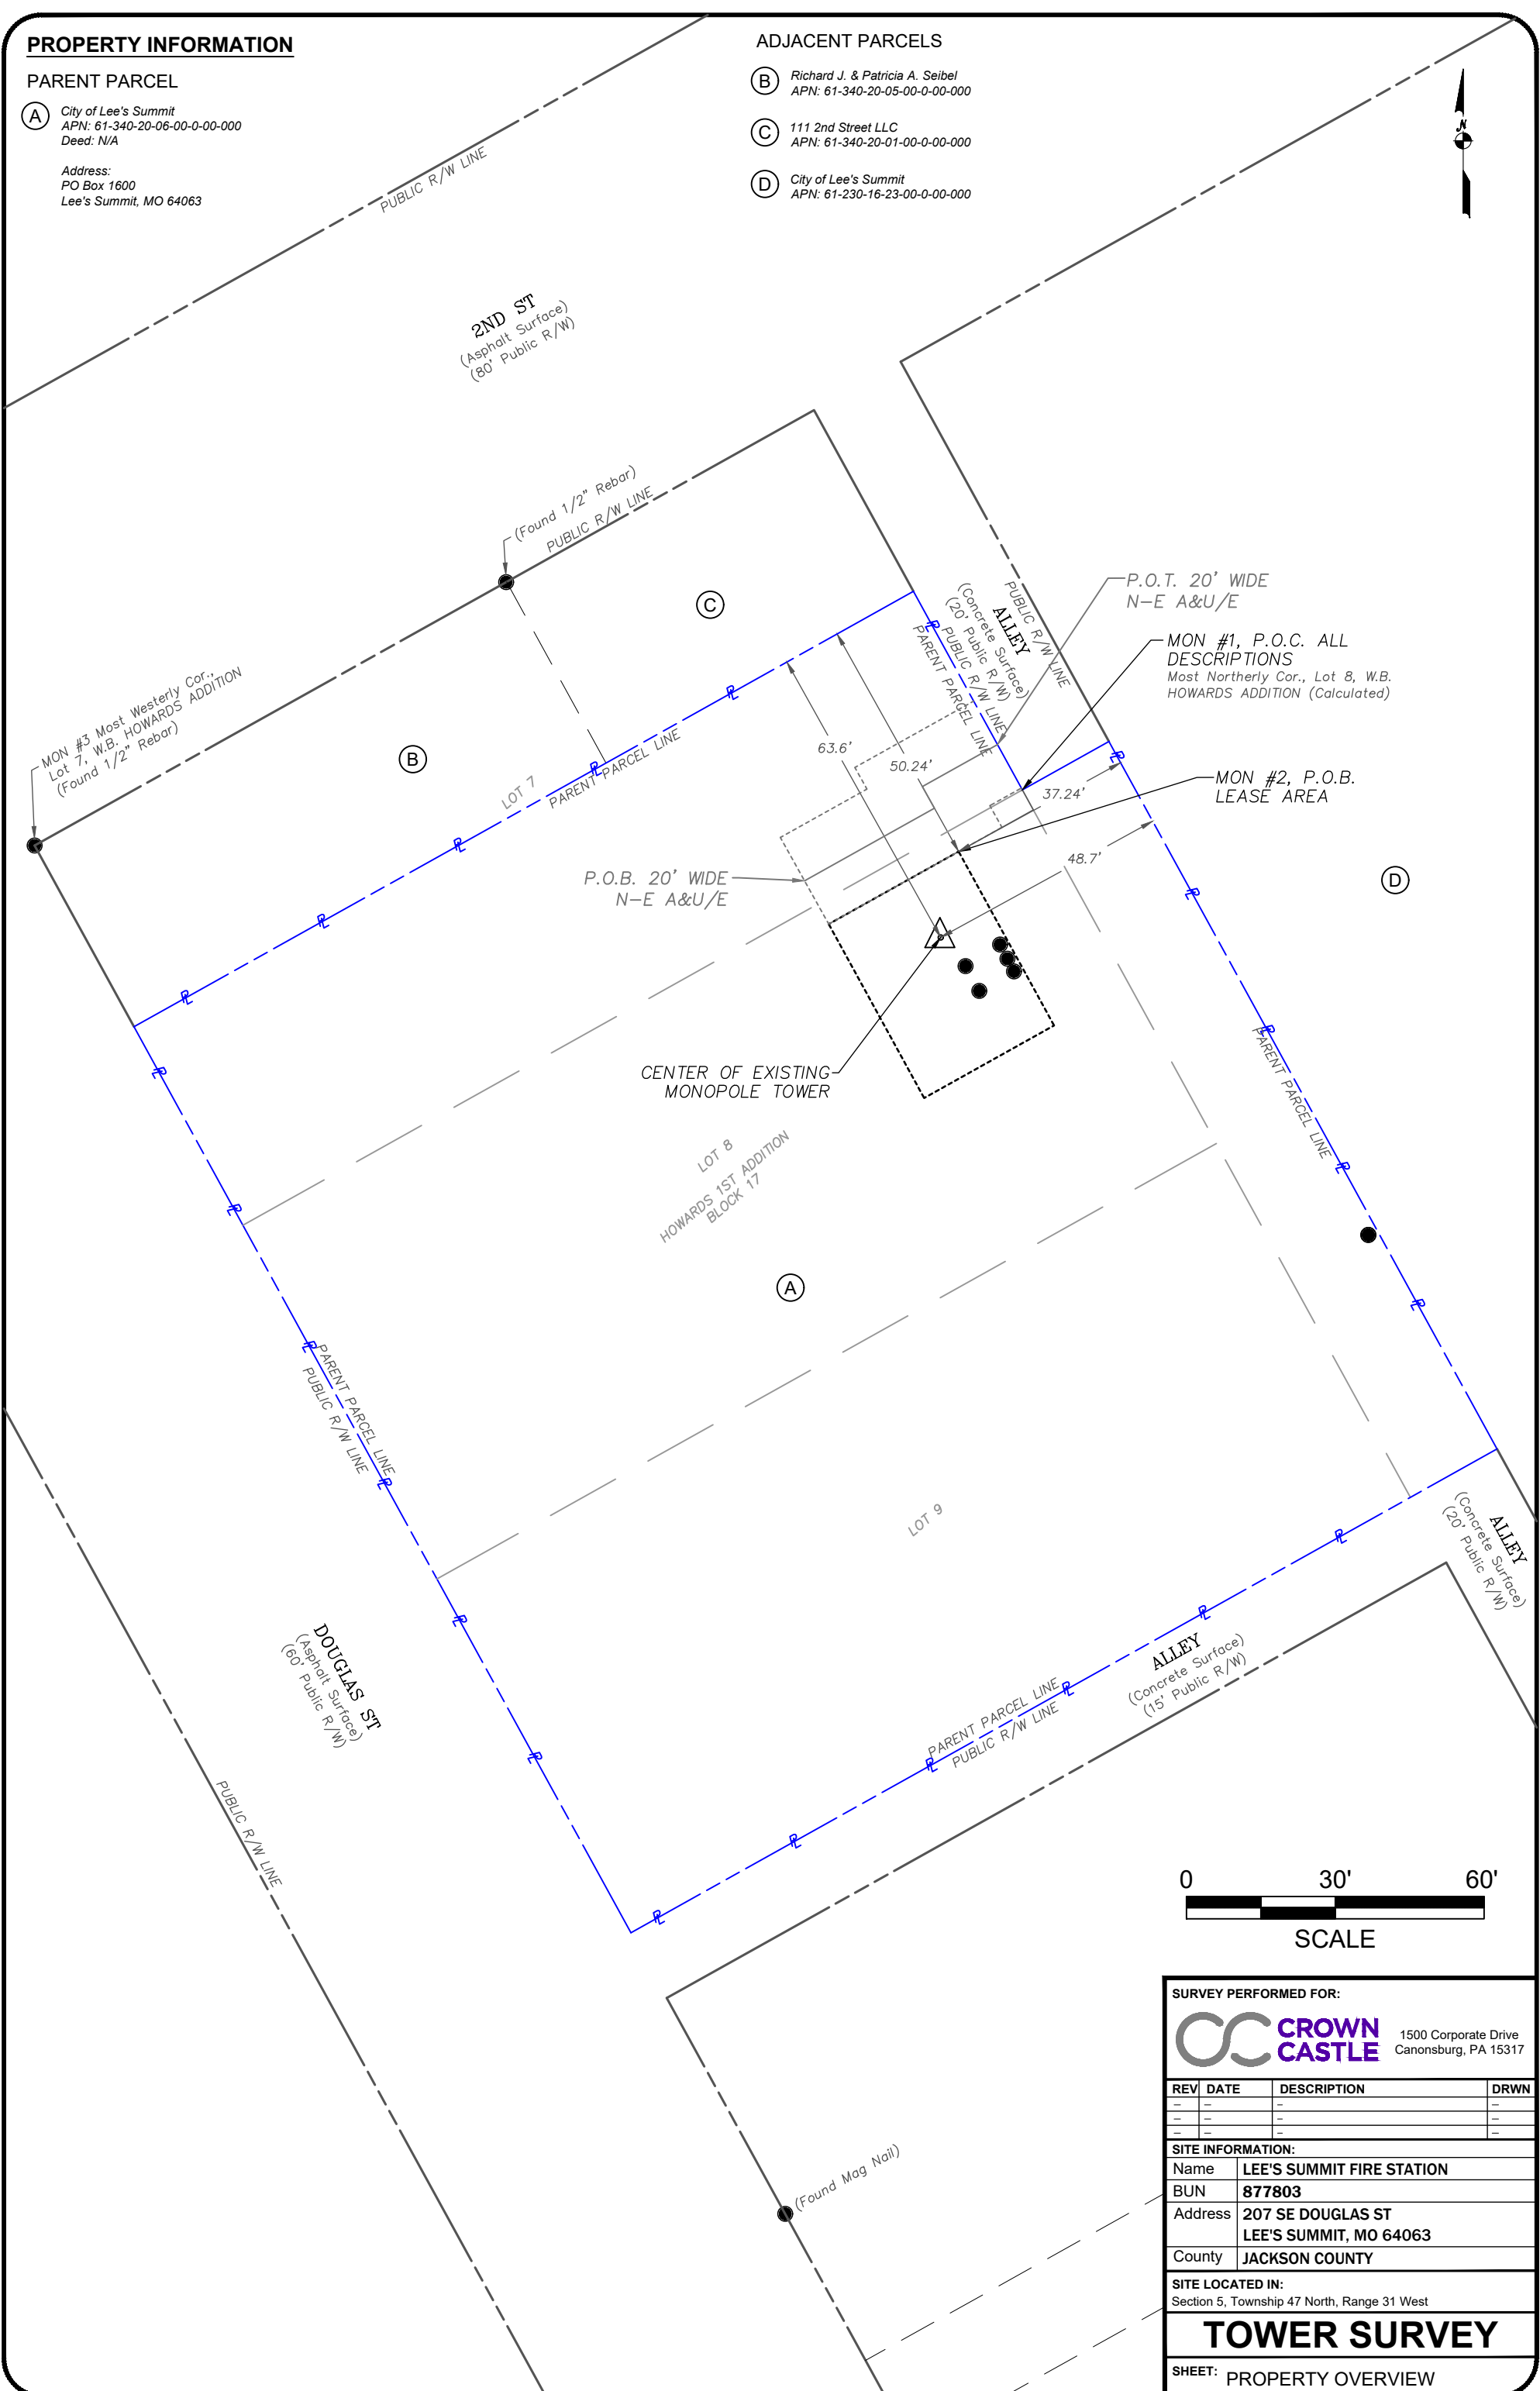 PROPERTY INFORMATION
PARENT PARCEL
A
City of Lee's Summit
APN: 61-340-20-06-00-0-00-000
Deed: N/A
Address:
PO Box 1600
Lee's Summit, MO 64063
ADJACENT PARCELS
B
Richard J. & Patricia A. Seibel
APN: 61-340-20-05-00-0-00-000
C
111 2nd Street LLC
APN: 61-340-20-01-00-0-00-000
D
City of Lee's Summit
APN: 61-230-16-23-00-0-00-000
N
PUBLIC R/W LINE
2ND ST
(Asphalt Surface)
(80' Public R/W)
(Found 1/2" Rebar)
PUBLIC R/W LINE
C
MON #3 Most Westerly Cor.,
Lot 7, W.B. HOWARDS ADDITION
(Found 1/2" Rebar)
B
LOT 7
PARENT PARCEL LINE
PUBLIC R/W LINE
ALLEY
(Concrete Surface)
(20' Public R/W)
PUBLIC R/W LINE
PARENT PARCEL LINE
P.O.T. 20' WIDE
N-E A&U/E
MON #1, P.O.C. ALL
DESCRIPTIONS
Most Northerly Cor., Lot 8, W.B.
HOWARDS ADDITION (Calculated)
MON #2, P.O.B.
LEASE AREA
63.6'
50.24'
37.24'
48.7'
P.O.B. 20' WIDE
N-E A&U/E
D
CENTER OF EXISTING
MONOPOLE TOWER
PARENT PARCEL LINE
LOT 8
HOWARDS 1ST ADDITION
BLOCK 17
A
PARENT PARCEL LINE
PUBLIC R/W LINE
LOT 9
ALLEY
(Concrete Surface)
(20' Public R/W)
DOUGLAS ST
(Asphalt Surface)
(60' Public R/W)
ALLEY
(Concrete Surface)
(15' Public R/W)
PARENT PARCEL LINE
PUBLIC R/W LINE
PUBLIC R/W LINE
(Found Mag Nail)
0 30' 60'
SCALE
SURVEY PERFORMED FOR:
CROWN
CASTLE
1500 Corporate Drive
Canonsburg, PA 15317
REV DATE DESCRIPTION DRWN
– – – –
– – – –
– – – –
SITE INFORMATION:
Name LEE'S SUMMIT FIRE STATION
BUN 877803
Address 207 SE DOUGLAS ST
LEE'S SUMMIT, MO 64063
County JACKSON COUNTY
SITE LOCATED IN:
Section 5, Township 47 North, Range 31 West
TOWER SURVEY
SHEET: PROPERTY OVERVIEW